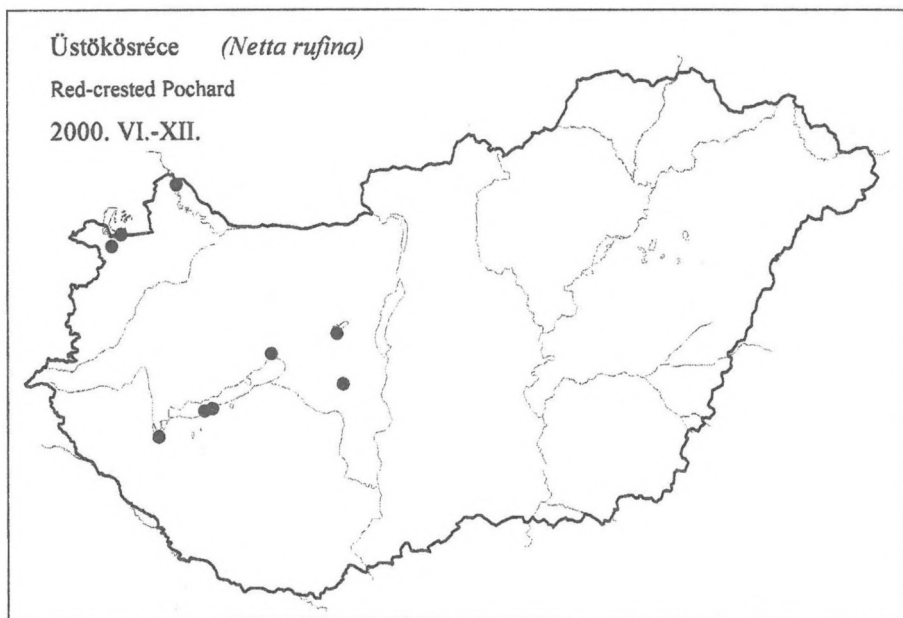 Üstökösréce (Netta rufina)
Red-crested Pochard
2000. VI.-XII.